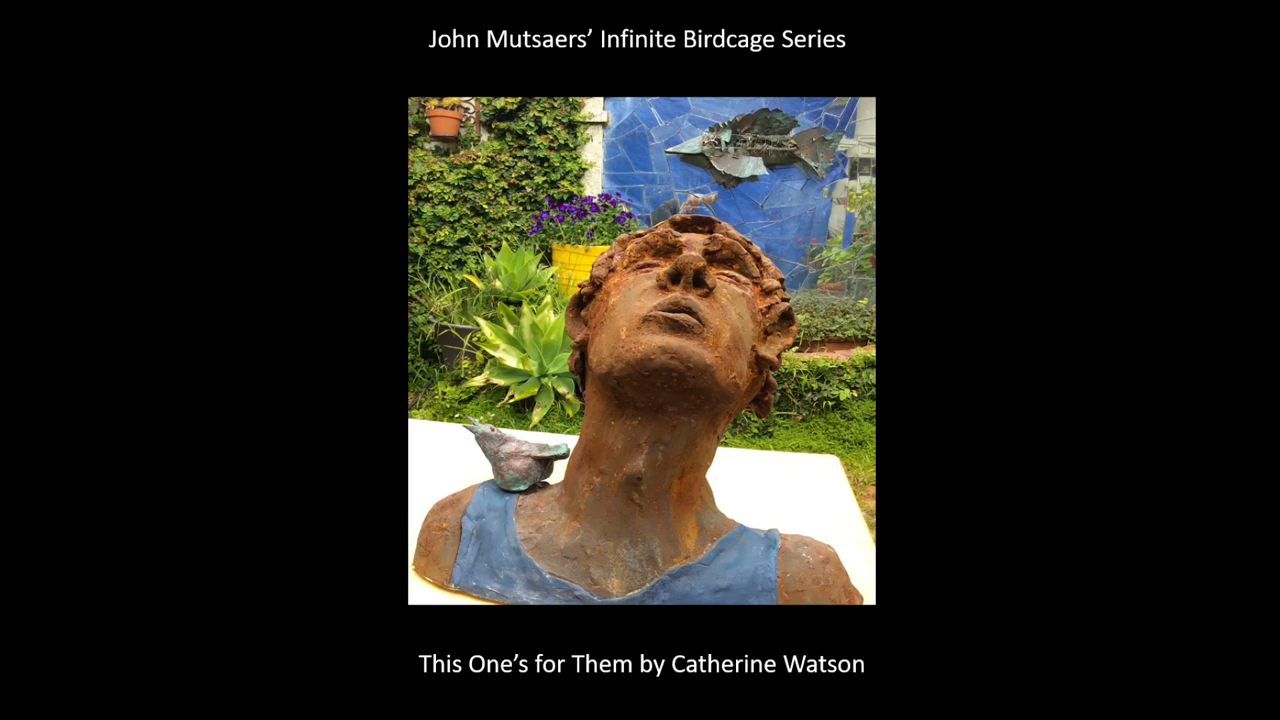 John Mutsaers’ Infinite Birdcage Series
This One’s for Them by Catherine Watson